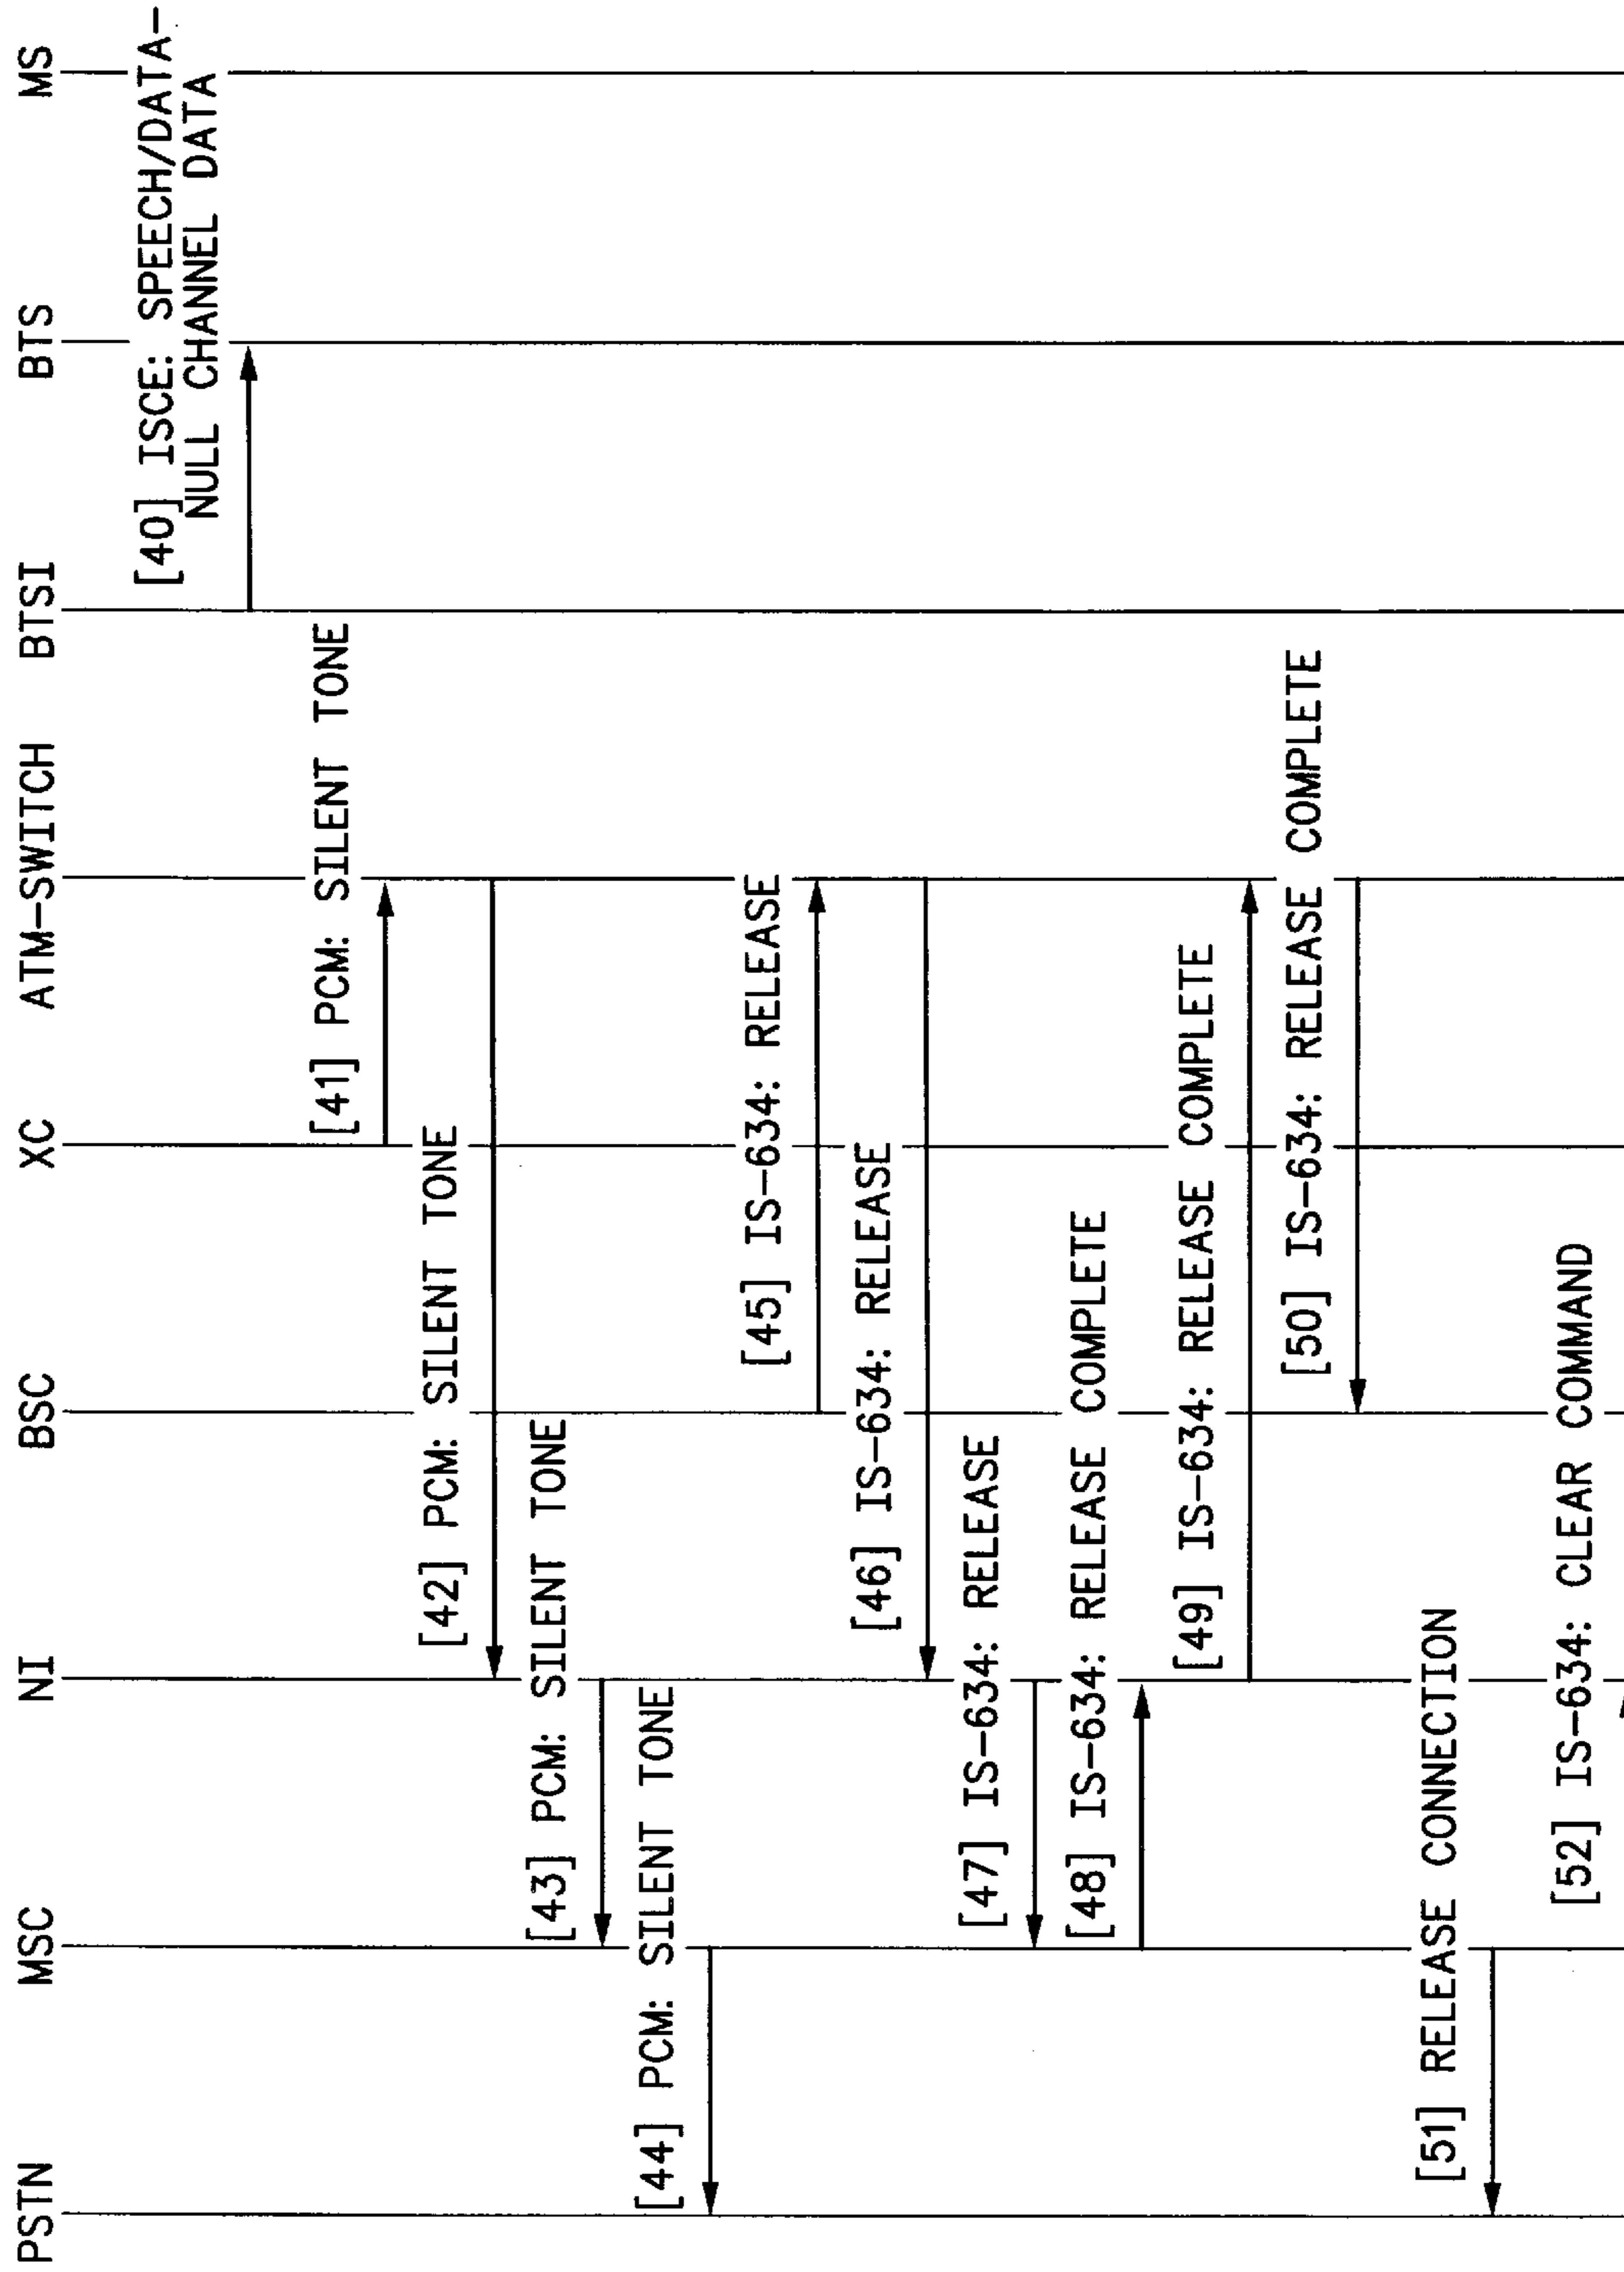 PSTN MSC NI BSC XC ATM-SWITCH BTSI BTS MS
[40] ISCE: SPEECH/DATA-
NULL CHANNEL DATA
[41] PCM: SILENT TONE
[42] PCM: SILENT TONE
[43] PCM: SILENT TONE
[44] PCM: SILENT TONE
[45] IS-634: RELEASE
[46] IS-634: RELEASE
[47] IS-634: RELEASE
[48] IS-634: RELEASE COMPLETE
[49] IS-634: RELEASE COMPLETE
[50] IS-634: RELEASE COMPLETE
[51] RELEASE CONNECTION
[52] IS-634: CLEAR COMMAND